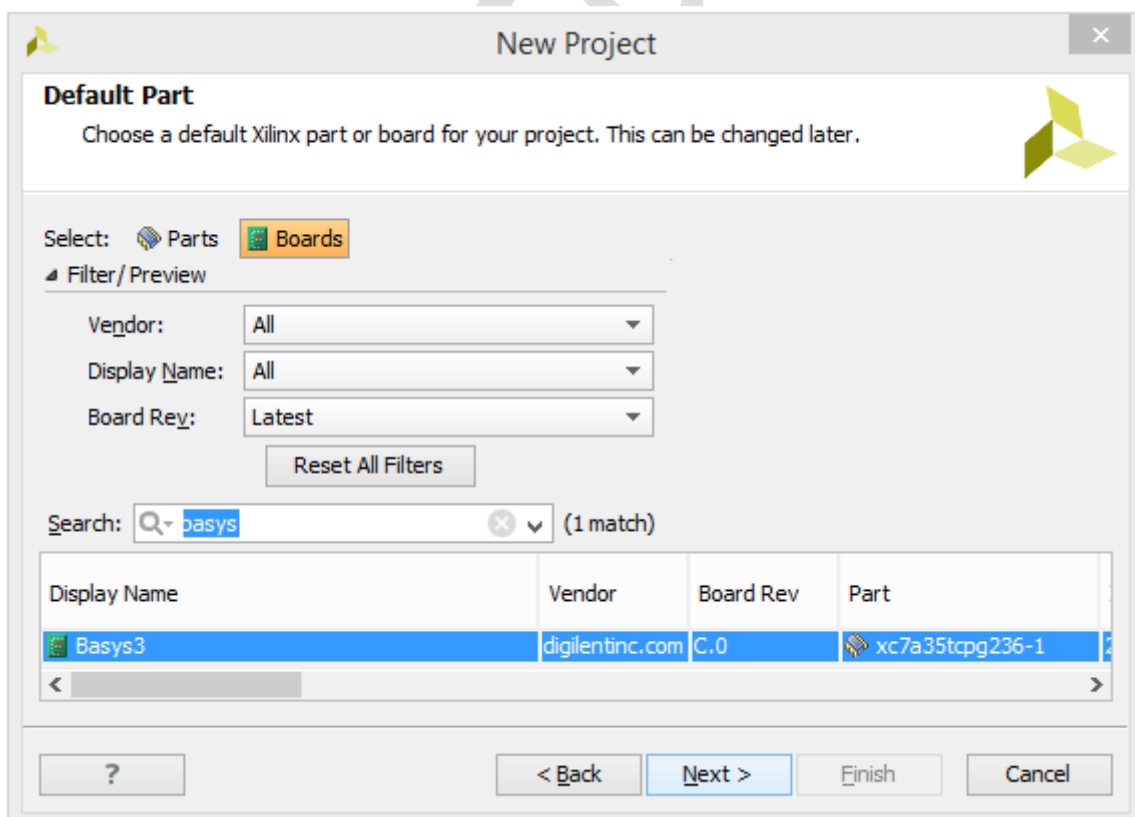 New Project
Default Part
Choose a default Xilinx part or board for your project. This can be changed later.
Select: Parts Boards
Filter/Preview
Vendor: All
Display Name: All
Board Rev: Latest
Reset All Filters
Search: basys (1 match)
Display Name Vendor Board Rev Part
Basys3 digilentinc.com C.0 xc7a35tcpg236-1
? < Back Next > Finish Cancel